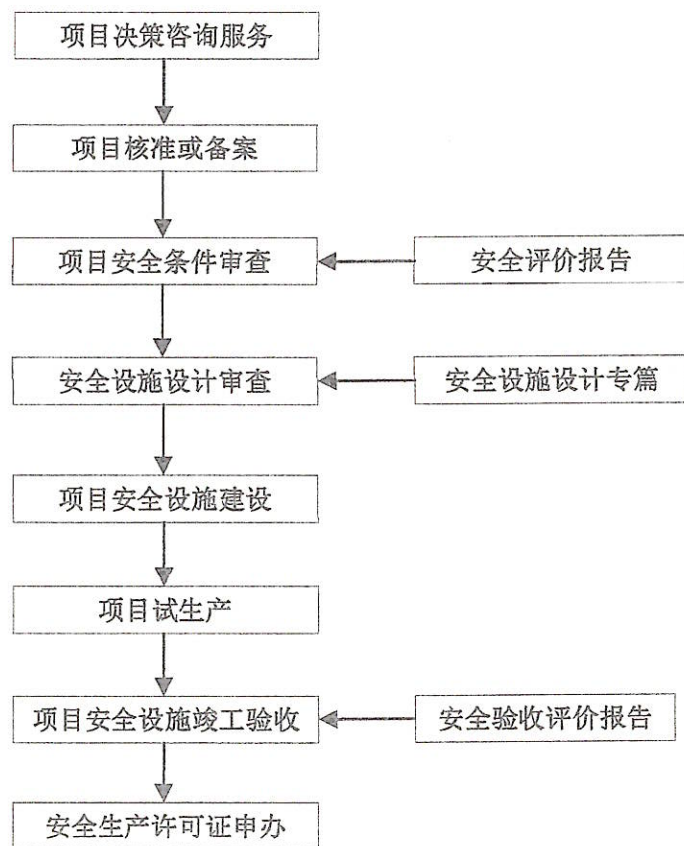 项目决策咨询服务
项目核准或备案
项目安全条件审查
安全评价报告
安全设施设计审查
安全设施设计专篇
项目安全设施建设
项目试生产
项目安全设施竣工验收
安全验收评价报告
安全生产许可证申办